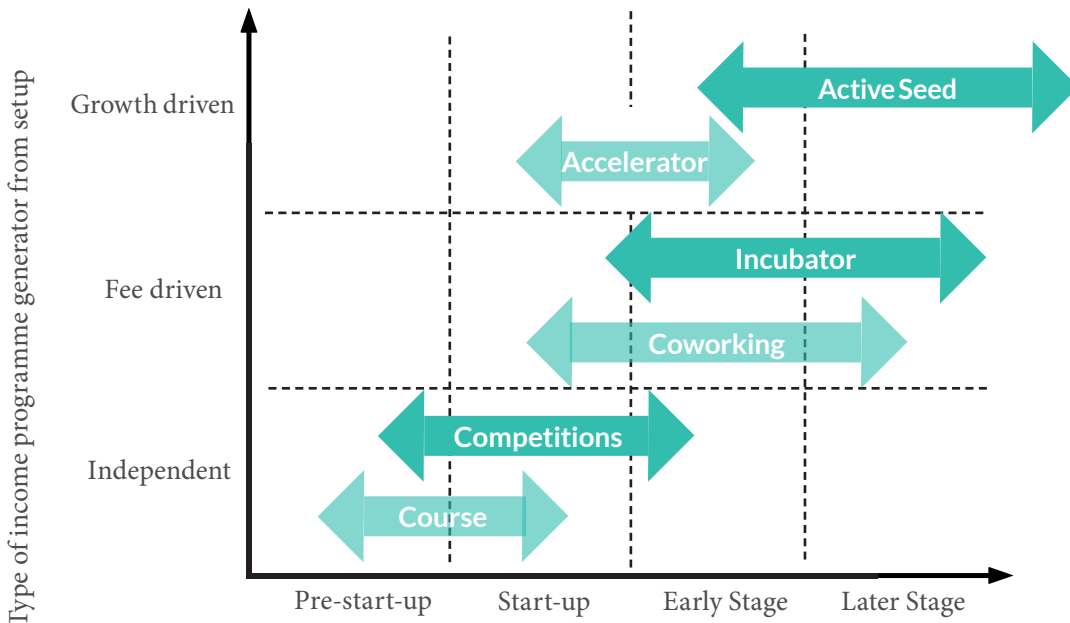 Type of income programme generator from setup
Growth driven
Active Seed
Accelerator
Fee driven
Incubator
Coworking
Independent
Competitions
Course
Pre-start-up
Start-up
Early Stage
Later Stage